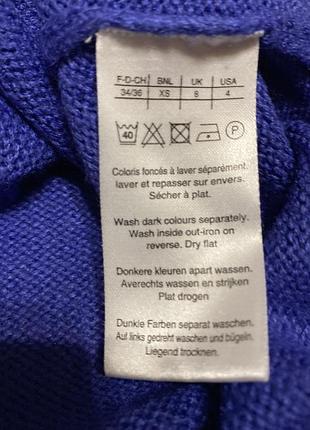 F-D-CH BNL UK USA
34/36 XS 8 4
40 P
Coloris foncés à laver séparément.
laver et repasser sur envers.
Sécher à plat.
Wash dark colours separately.
Wash inside out-iron on
reverse. Dry flat
Donkere kleuren apart wassen.
Averechts wassen en strijken
Plat drogen
Dunkle Farben separat waschen.
Auf links gedreht waschen und bügeln.
Liegend trocknen.